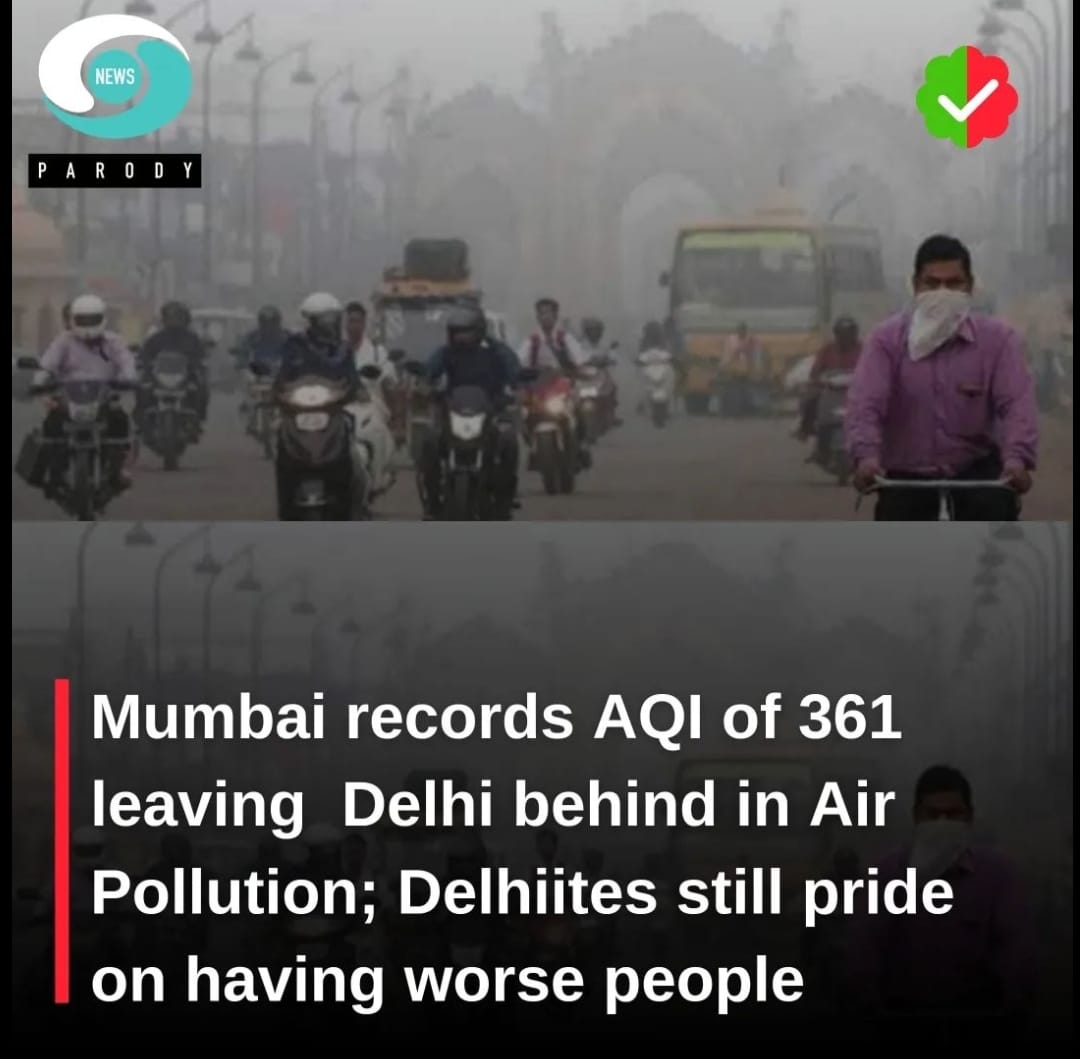 NEWS
PARODY
Mumbai records AQI of 361
leaving Delhi behind in Air
Pollution; Delhiites still pride
on having worse people